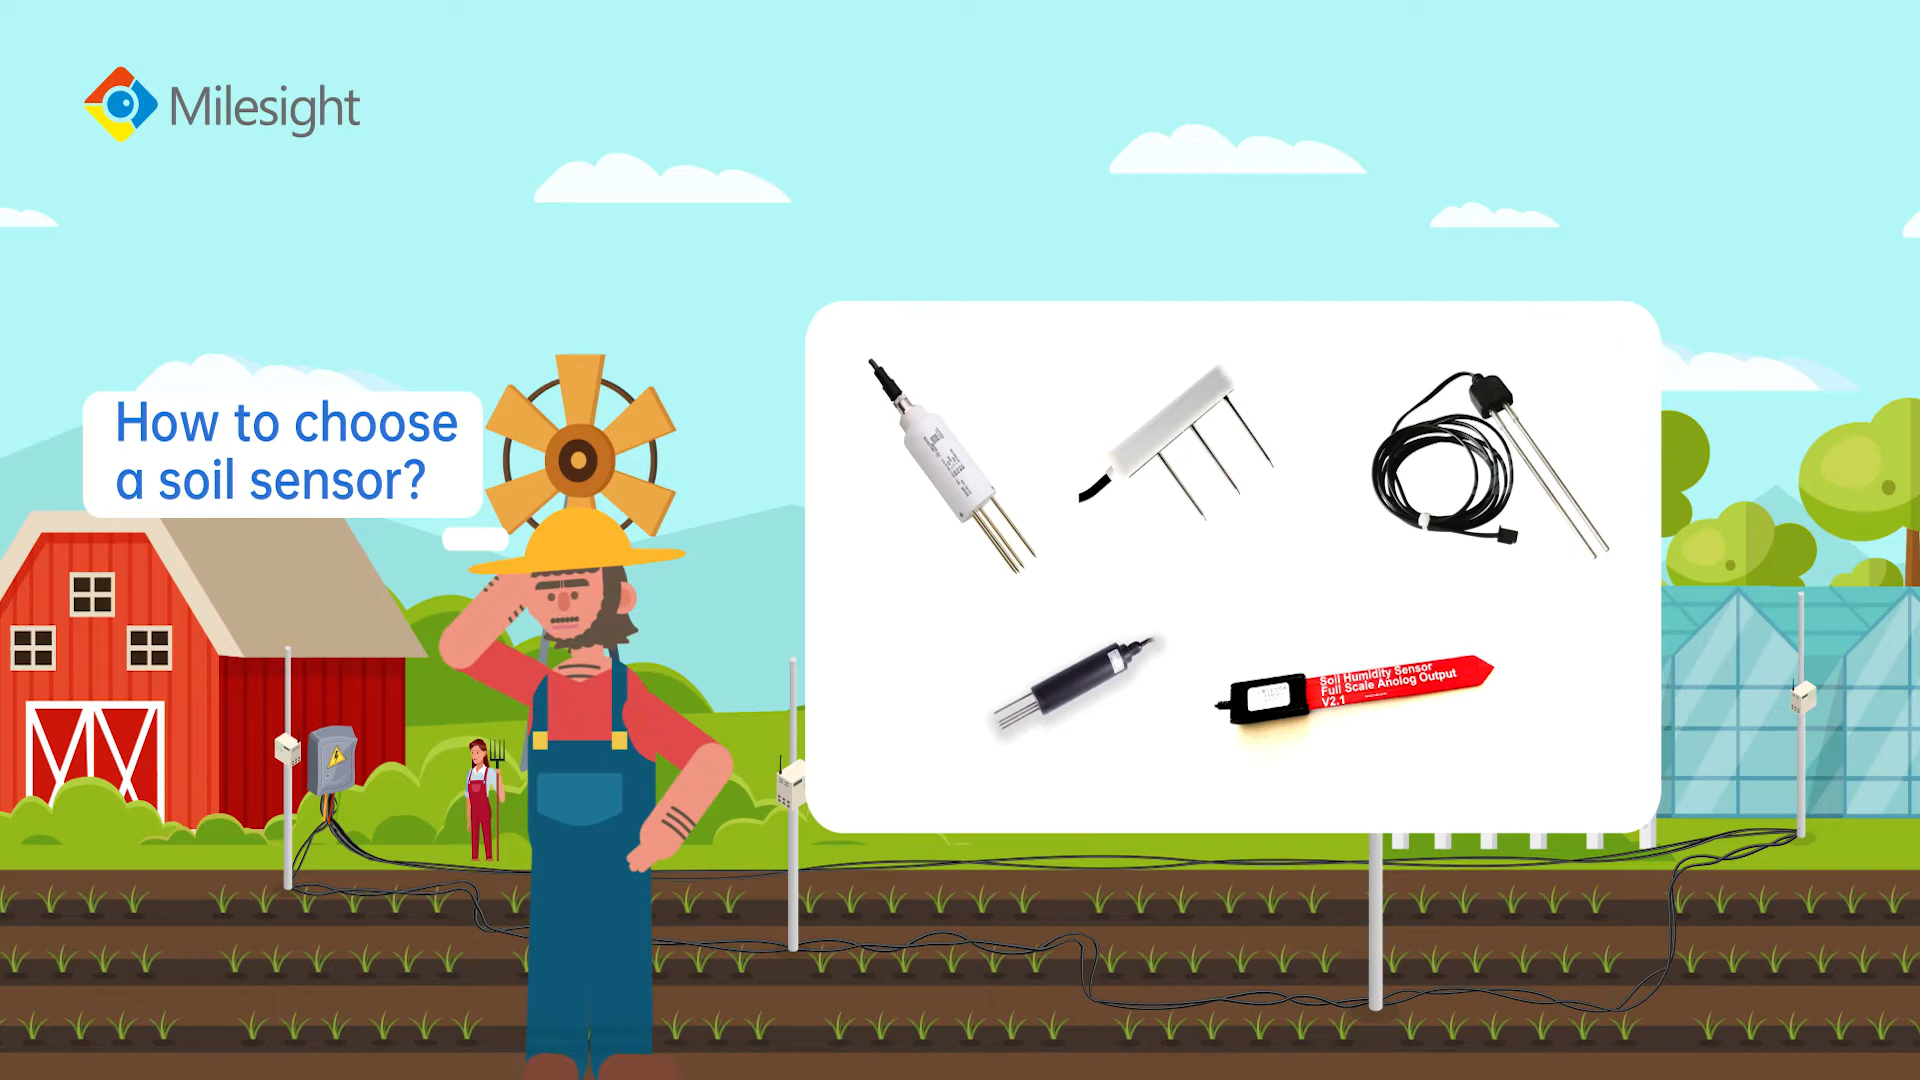 Milesight
How to choose
a soil sensor?
Soil Humidity Sensor
Full Scale Anolog Output
V2.1